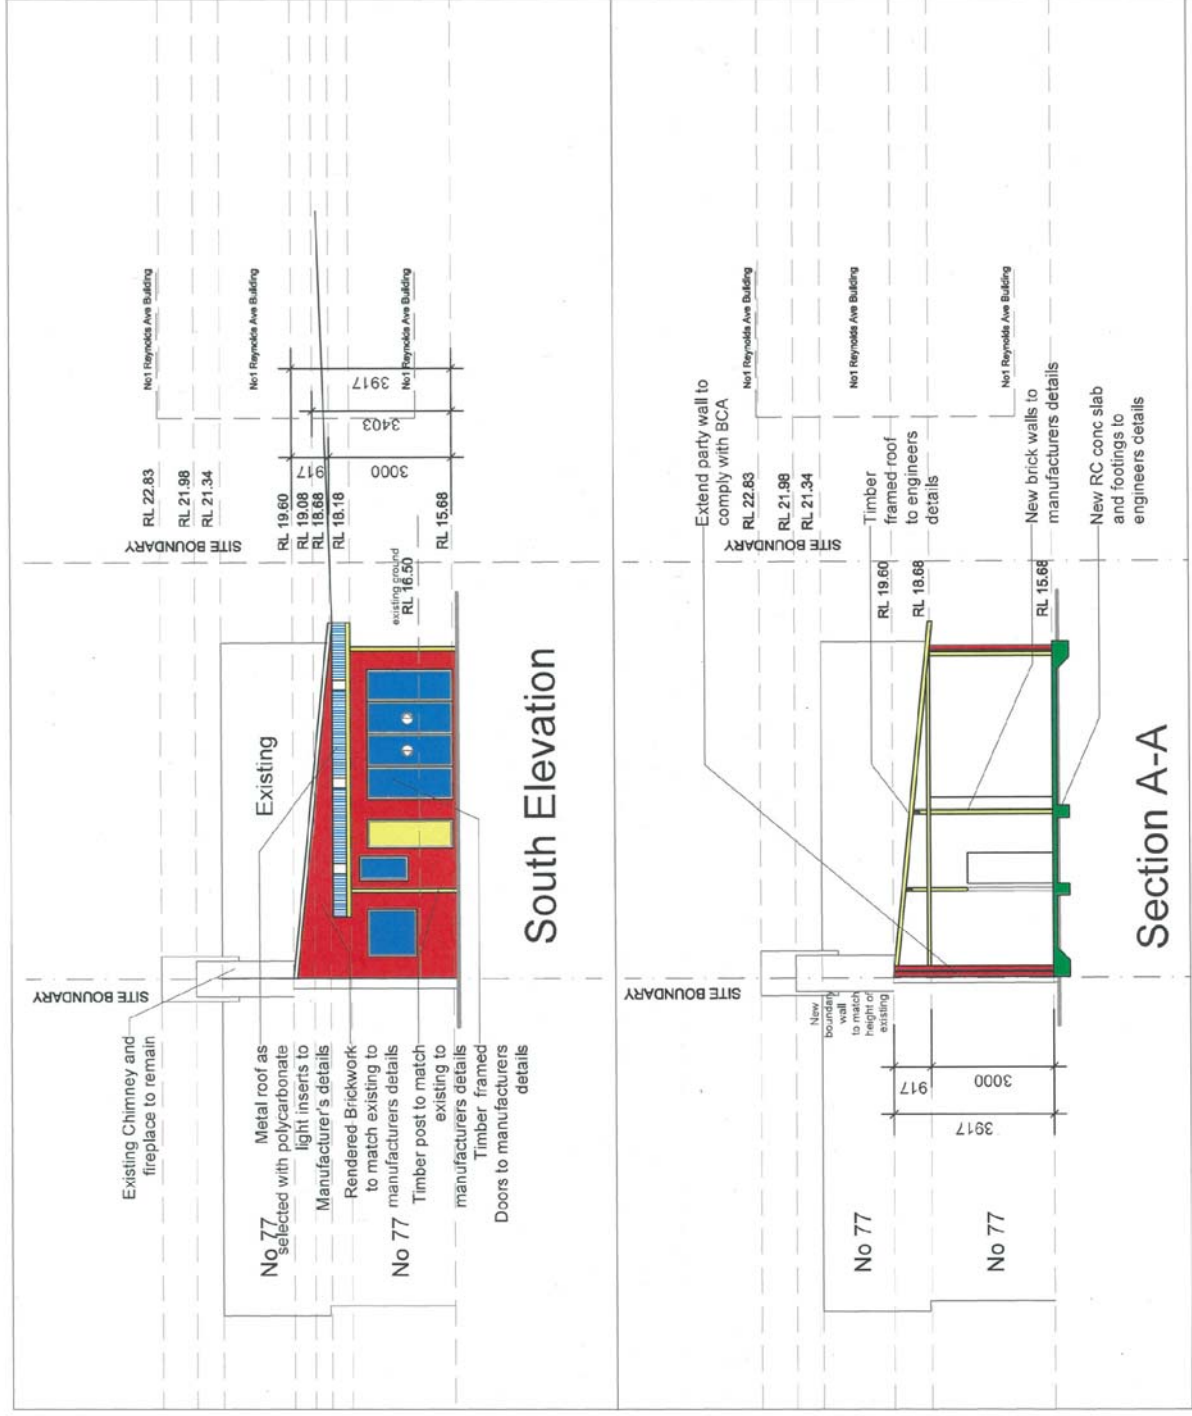 Existing Chimney and
fireplace to remain
SITE BOUNDARY
Existing
SITE BOUNDARY
RL 22.83
RL 21.98
RL 21.34
RL 19.60
RL 19.08
RL 18.68
RL 18.18
existing ground
RL 16.50
RL 15.68
No1 Reynolds Ave Building
No1 Reynolds Ave Building
No1 Reynolds Ave Building
917
3000
3403
3917
Metal roof as
selected with polycarbonate
light inserts to
Manufacturer's details
Rendered Brickwork
to match existing to
manufacturers details
Timber post to match
existing to
manufacturers details
Timber framed
Doors to manufacturers
details
No 77
No 77
South Elevation
SITE BOUNDARY
New
boundary
wall
to match
height of
existing
917
3000
3917
No 77
No 77
Extend party wall to
comply with BCA
SITE BOUNDARY
RL 22.83
RL 21.98
RL 21.34
RL 19.60
RL 18.68
RL 15.68
Timber
framed roof
to engineers
details
New brick walls to
manufacturers details
New RC conc slab
and footings to
engineers details
No1 Reynolds Ave Building
No1 Reynolds Ave Building
No1 Reynolds Ave Building
Section A-A